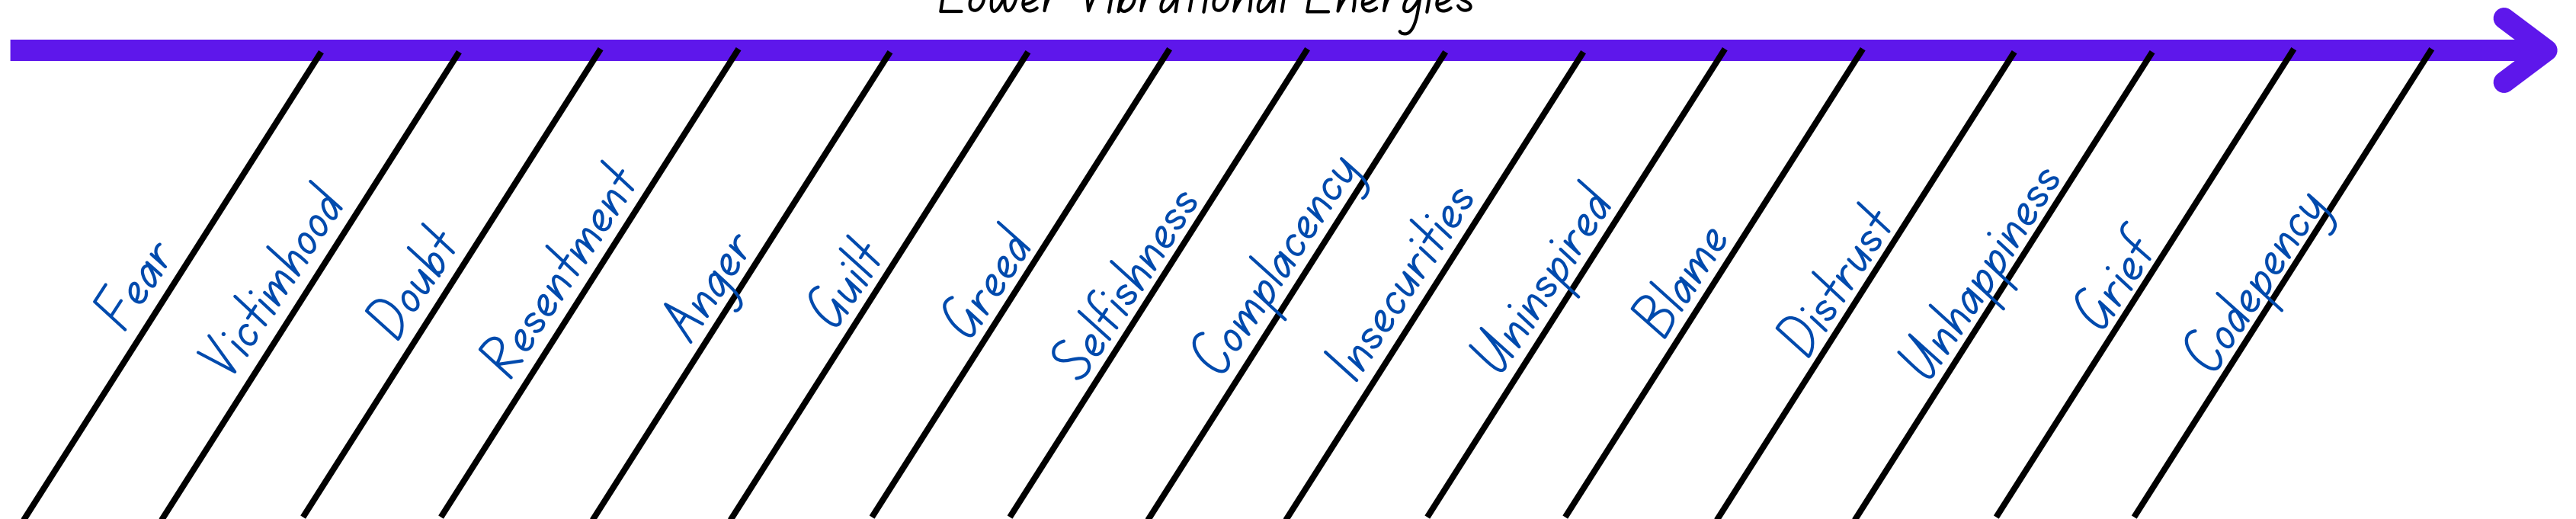 Lower Vibrational Energies
Fear
Victimhood
Doubt
Resentment
Anger
Guilt
Greed
Selfishness
Complacency
Insecurities
Uninspired
Blame
Distrust
Unhappiness
Grief
Codepency